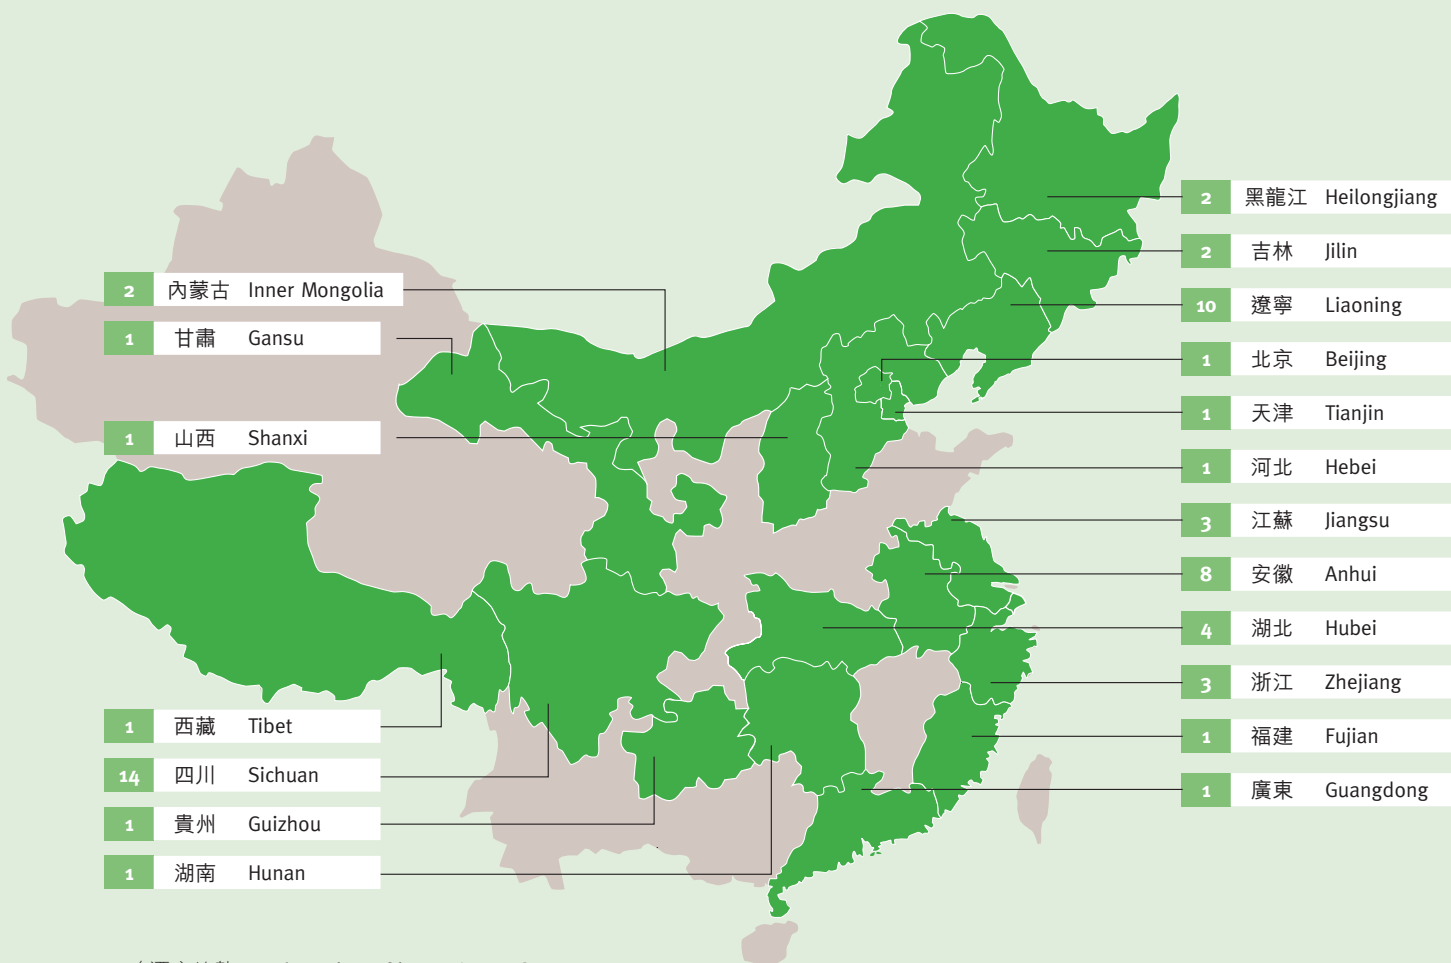 2 內蒙古 Inner Mongolia
1 甘肅 Gansu
1 山西 Shanxi
1 西藏 Tibet
14 四川 Sichuan
1 貴州 Guizhou
1 湖南 Hunan
2 黑龍江 Heilongjiang
2 吉林 Jilin
10 遼寧 Liaoning
1 北京 Beijing
1 天津 Tianjin
1 河北 Hebei
3 江蘇 Jiangsu
8 安徽 Anhui
4 湖北 Hubei
3 浙江 Zhejiang
1 福建 Fujian
1 廣東 Guangdong